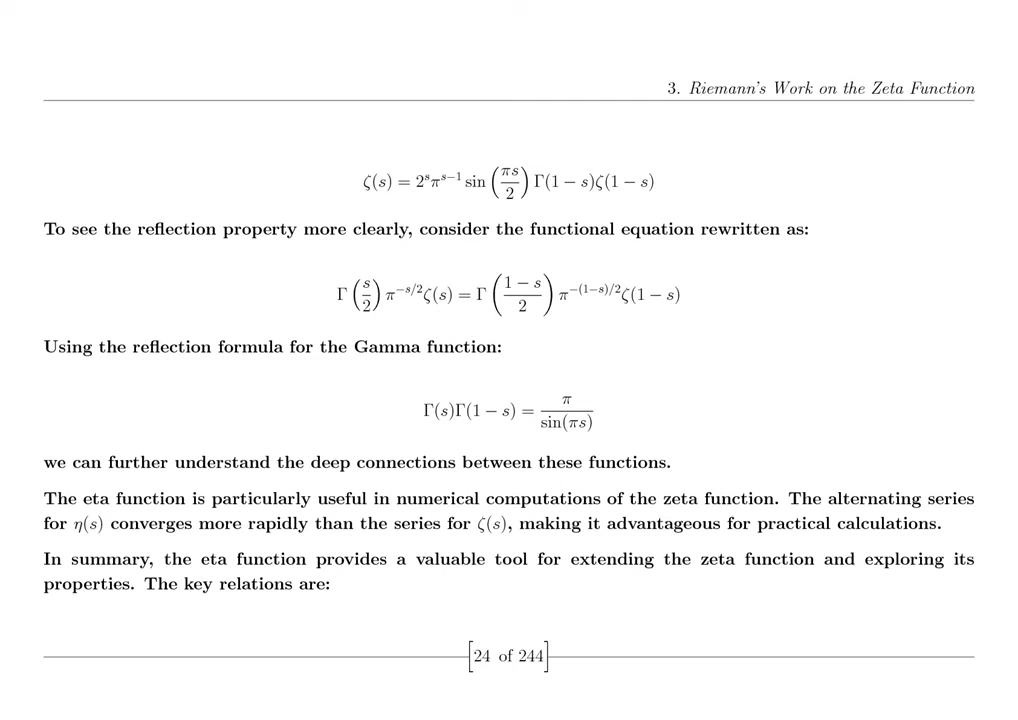 3. Riemann's Work on the Zeta Function
ζ(s) = 2^s π^{s−1} sin(πs/2) Γ(1 − s)ζ(1 − s)
To see the reflection property more clearly, consider the functional equation rewritten as:
Γ(s/2) π^{−s/2} ζ(s) = Γ((1 − s)/2) π^{−(1−s)/2} ζ(1 − s)
Using the reflection formula for the Gamma function:
Γ(s)Γ(1 − s) = π/sin(πs)
we can further understand the deep connections between these functions.
The eta function is particularly useful in numerical computations of the zeta function. The alternating series
for η(s) converges more rapidly than the series for ζ(s), making it advantageous for practical calculations.
In summary, the eta function provides a valuable tool for extending the zeta function and exploring its
properties. The key relations are:
[24 of 244]